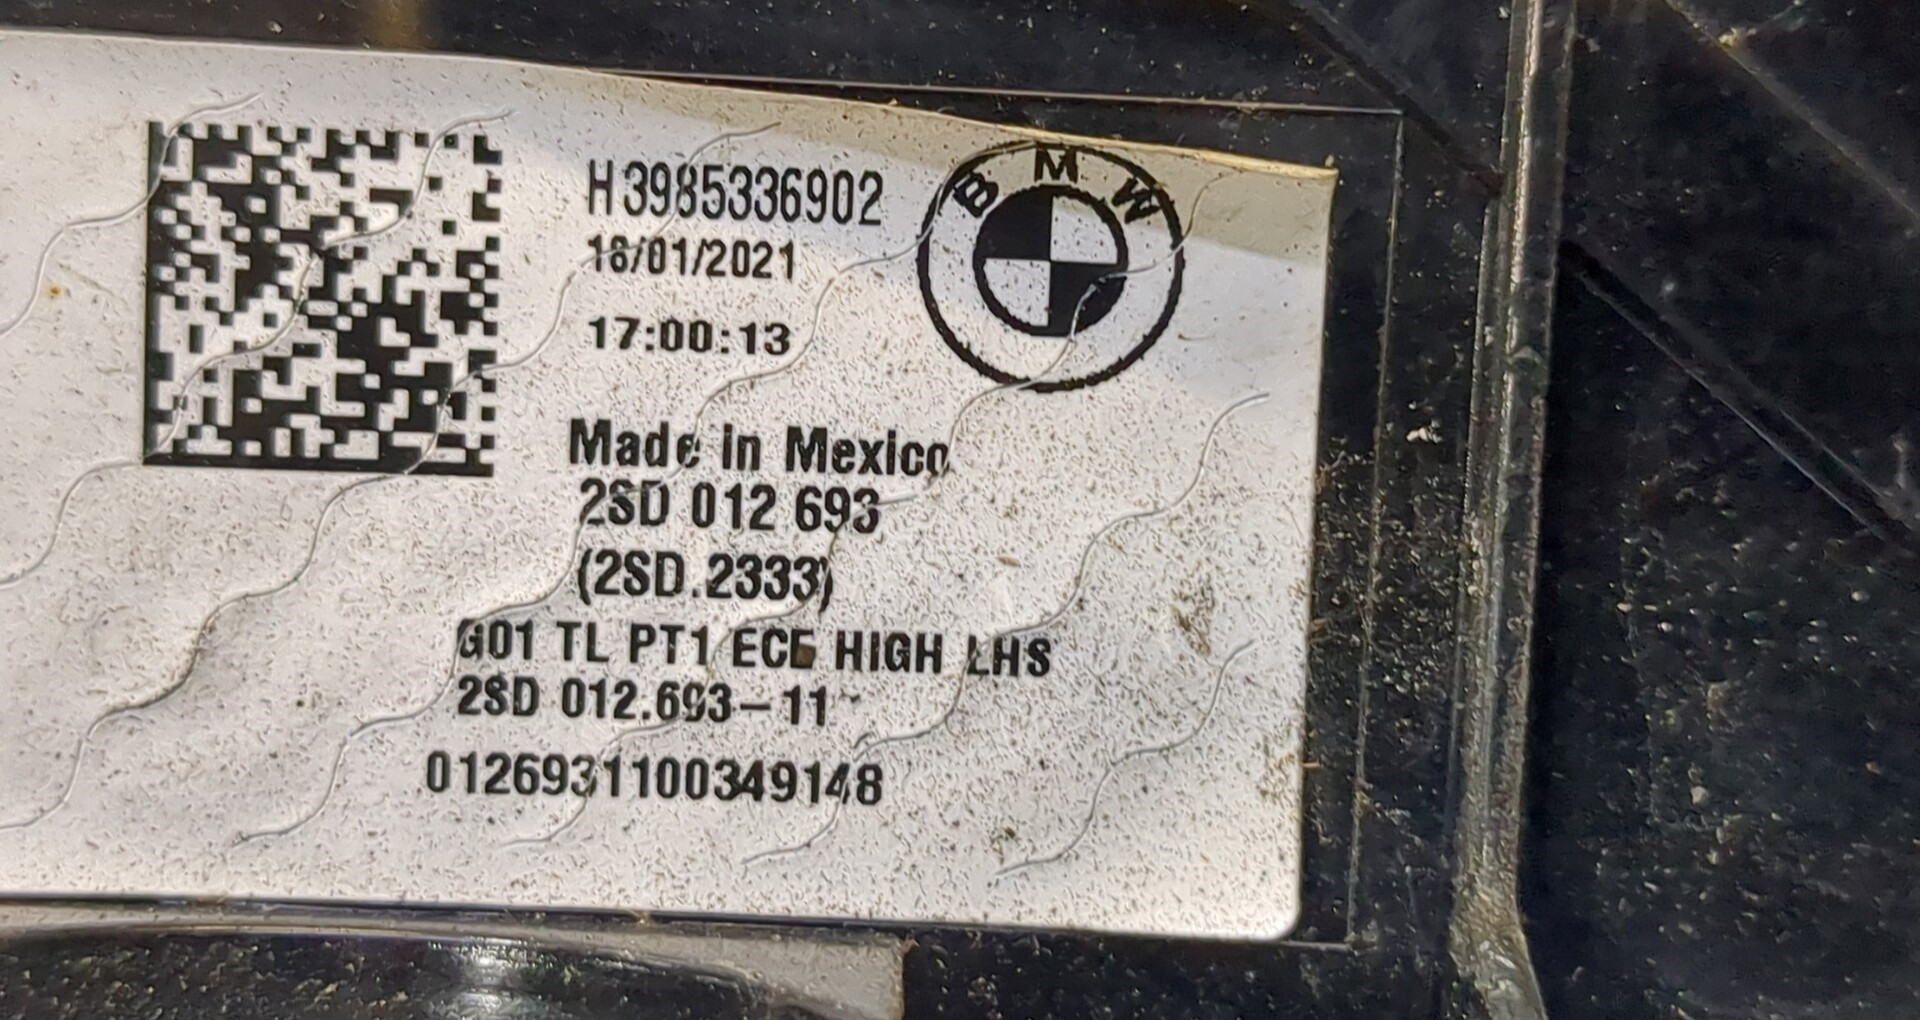 H3985336902
18/01/2021
BMW
17:00:13
Made in Mexico
2SD 012 693
(2SD.2333)
G01 TL PT1 ECE HIGH LHS
2SD 012.693-11
0126931100349148